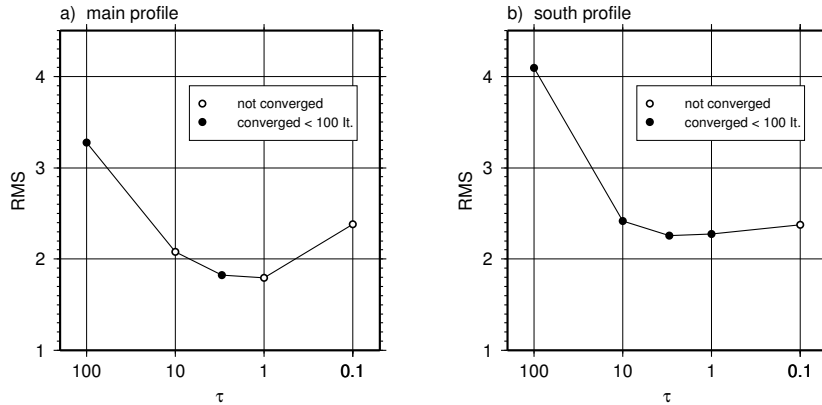 a) main profile
4
3
2
1
RMS
not converged
converged < 100 It.
100 10 1 0.1
τ
b) south profile
4
3
2
1
RMS
not converged
converged < 100 It.
100 10 1 0.1
τ